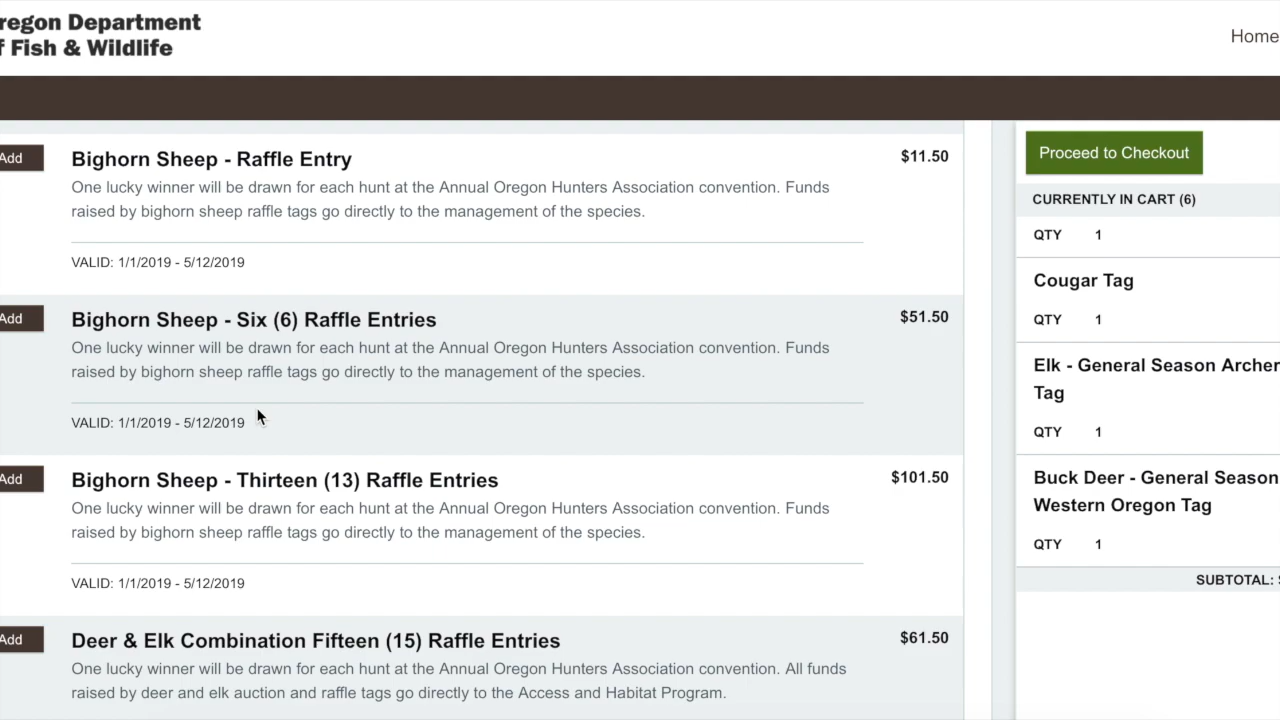 regon Department
f Fish & Wildlife
Home
Add
Bighorn Sheep - Raffle Entry
$11.50
One lucky winner will be drawn for each hunt at the Annual Oregon Hunters Association convention. Funds
raised by bighorn sheep raffle tags go directly to the management of the species.
VALID: 1/1/2019 - 5/12/2019
Add
Bighorn Sheep - Six (6) Raffle Entries
$51.50
One lucky winner will be drawn for each hunt at the Annual Oregon Hunters Association convention. Funds
raised by bighorn sheep raffle tags go directly to the management of the species.
VALID: 1/1/2019 - 5/12/2019
Add
Bighorn Sheep - Thirteen (13) Raffle Entries
$101.50
One lucky winner will be drawn for each hunt at the Annual Oregon Hunters Association convention. Funds
raised by bighorn sheep raffle tags go directly to the management of the species.
VALID: 1/1/2019 - 5/12/2019
Add
Deer & Elk Combination Fifteen (15) Raffle Entries
$61.50
One lucky winner will be drawn for each hunt at the Annual Oregon Hunters Association convention. All funds
raised by deer and elk auction and raffle tags go directly to the Access and Habitat Program.
Proceed to Checkout
CURRENTLY IN CART (6)
QTY 1
Cougar Tag
QTY 1
Elk - General Season Archer
Tag
QTY 1
Buck Deer - General Season
Western Oregon Tag
QTY 1
SUBTOTAL: $